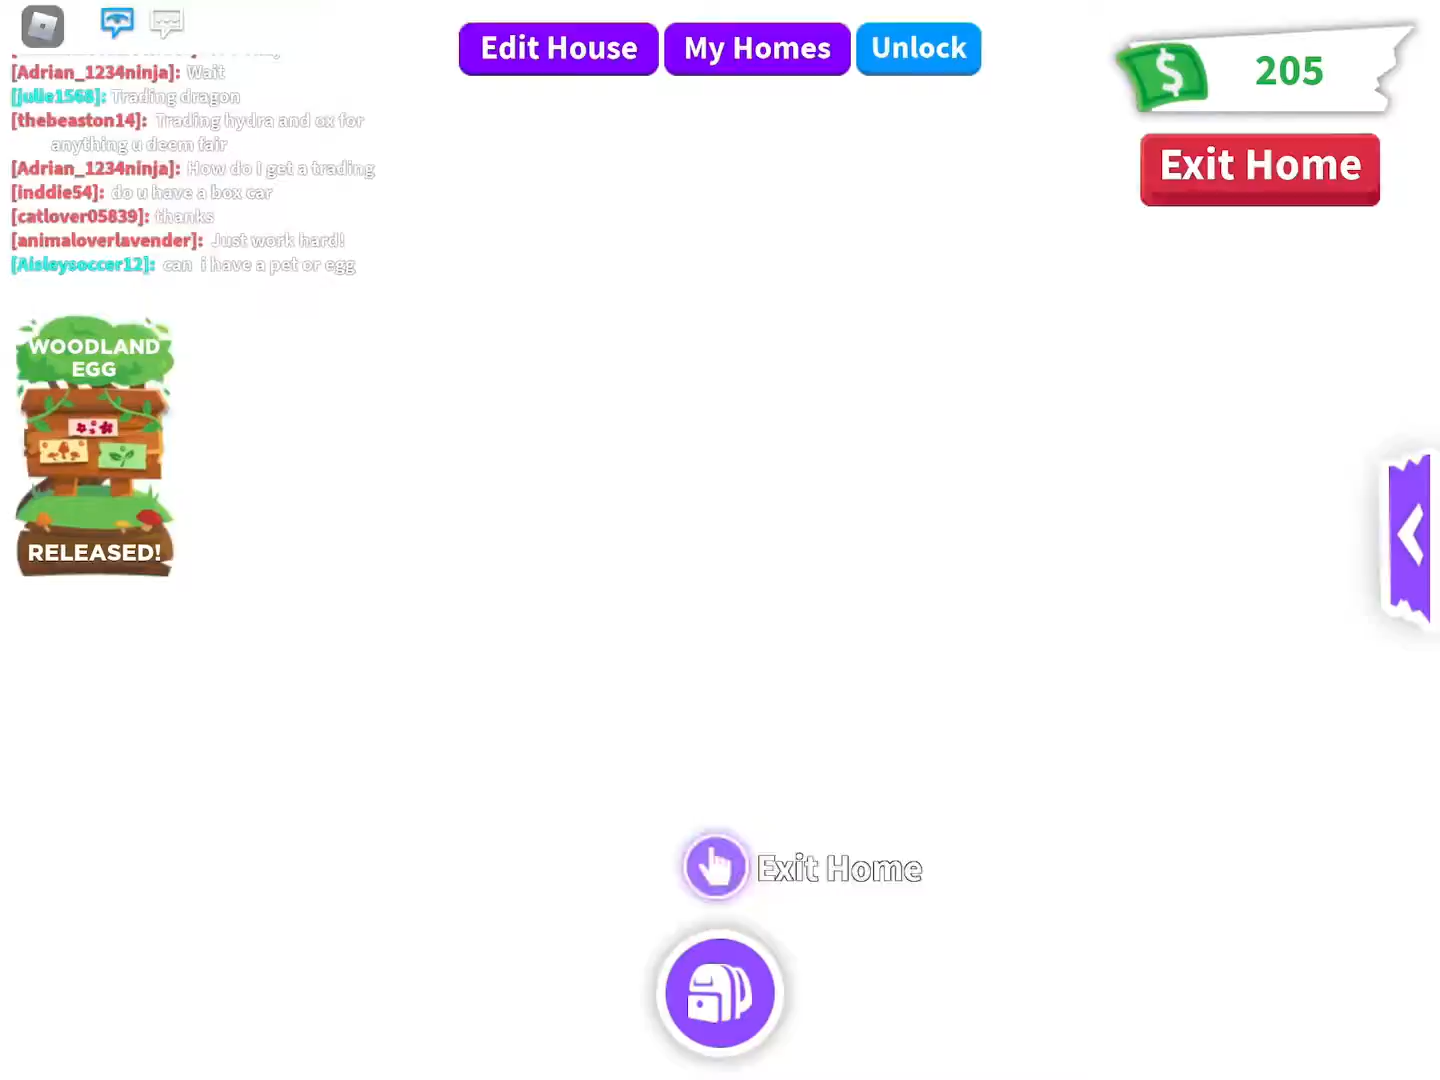 Edit House
My Homes
Unlock
205
Exit Home
[Adrian_1234ninja]: Wait
[julie1568]: Trading dragon
[thebeaston14]: Trading hydra and ox for
anything u deem fair
[Adrian_1234ninja]: How do I get a trading
[inddie54]: do u have a box car
[catlover05839]: thanks
[animaloverlavender]: Just work hard!
[Aisleysoccer12]: can i have a pet or egg
WOODLAND
EGG
RELEASED!
Exit Home